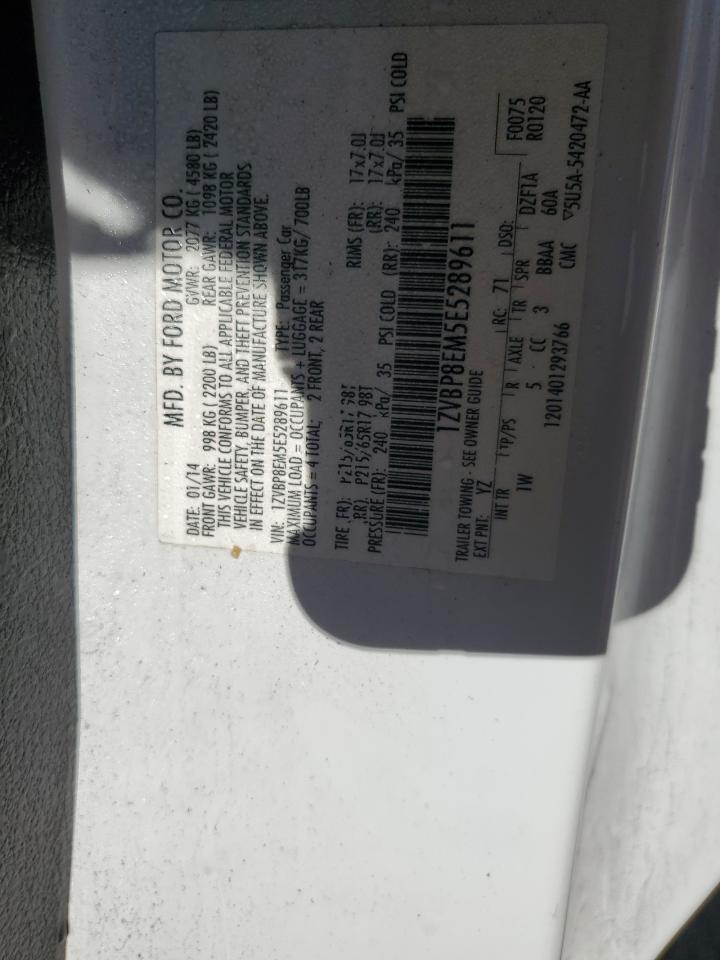 MFD. BY FORD MOTOR CO.
DATE: 01/14 GVWR: 2077 KG ( 4580 LB)
FRONT GAWR: 998 KG ( 2200 LB) REAR GAWR: 1098 KG ( 2420 LB)
THIS VEHICLE CONFORMS TO ALL APPLICABLE FEDERAL MOTOR
VEHICLE SAFETY, BUMPER, AND THEFT PREVENTION STANDARDS
IN EFFECT ON THE DATE OF MANUFACTURE SHOWN ABOVE.
VIN: 1ZVBP8EM5E5289611 TYPE: Passenger Car
MAXIMUM LOAD = OCCUPANTS + LUGGAGE = 317KG/ 700LB
OCCUPANTS = 4 TOTAL: 2 FRONT, 2 REAR
TIRE (FR): P215/65R17 98T RIMS (FR): 17x7.0J
(RR): P215/65R17 98T (RR): 17x7.0J
PRESSURE (FR): 240 kPa/ 35 PSI COLD (RR): 240 kPa/ 35 PSI COLD
1ZVBP8EM5E5289611
TRAILER TOWING - SEE OWNER GUIDE
EXT PNT: YZ RC: 71 DSO: F0075
INT TR TP/PS R AXLE TR SPR DZF1A R0120
1W 5 CC 3 BBAA 60A
1201401293766 CMC ▽5U5A-5420472-AA